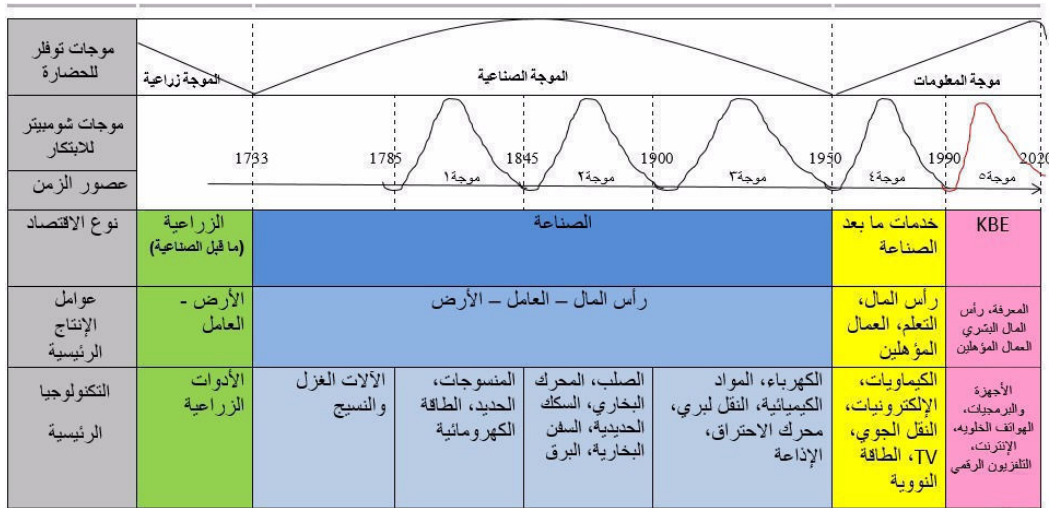 موجات توفلر
للحضارة
الموجة زراعية
الموجة الصناعية
موجة المعلومات
موجات شومبيتر
للابتكار
1733
1785
1845
1900
1950
1990
2020
عصور الزمن
موجة١
موجة٢
موجة٣
موجة٤
موجة٥
نوع الاقتصاد
الزراعية
(ما قبل الصناعية)
الصناعة
خدمات ما بعد
الصناعة
KBE
عوامل
الإنتاج
الرئيسية
الأرض -
العامل
رأس المال – العامل – الأرض
رأس المال،
التعلم، العمال
المؤهلين
المعرفة، رأس
المال البشري
العمال المؤهلين
التكنولوجيا
الرئيسية
الأدوات
الزراعية
الآلات الغزل
والنسيج
المنسوجات،
الحديد، الطاقة
الكهرومائية
الصلب، المحرك
البخاري، السكك
الحديدية، السفن
البخارية، البرق
الكهرباء، المواد
الكيميائية، النقل لبري،
محرك الاحتراق،
الإذاعة
الكيماويات،
الإلكترونيات،
النقل الجوي،
TV، الطاقة
النووية
الأجهزة
والبرمجيات،
الهواتف الخلويه،
الإنترنت،
التلفزيون الرقمي